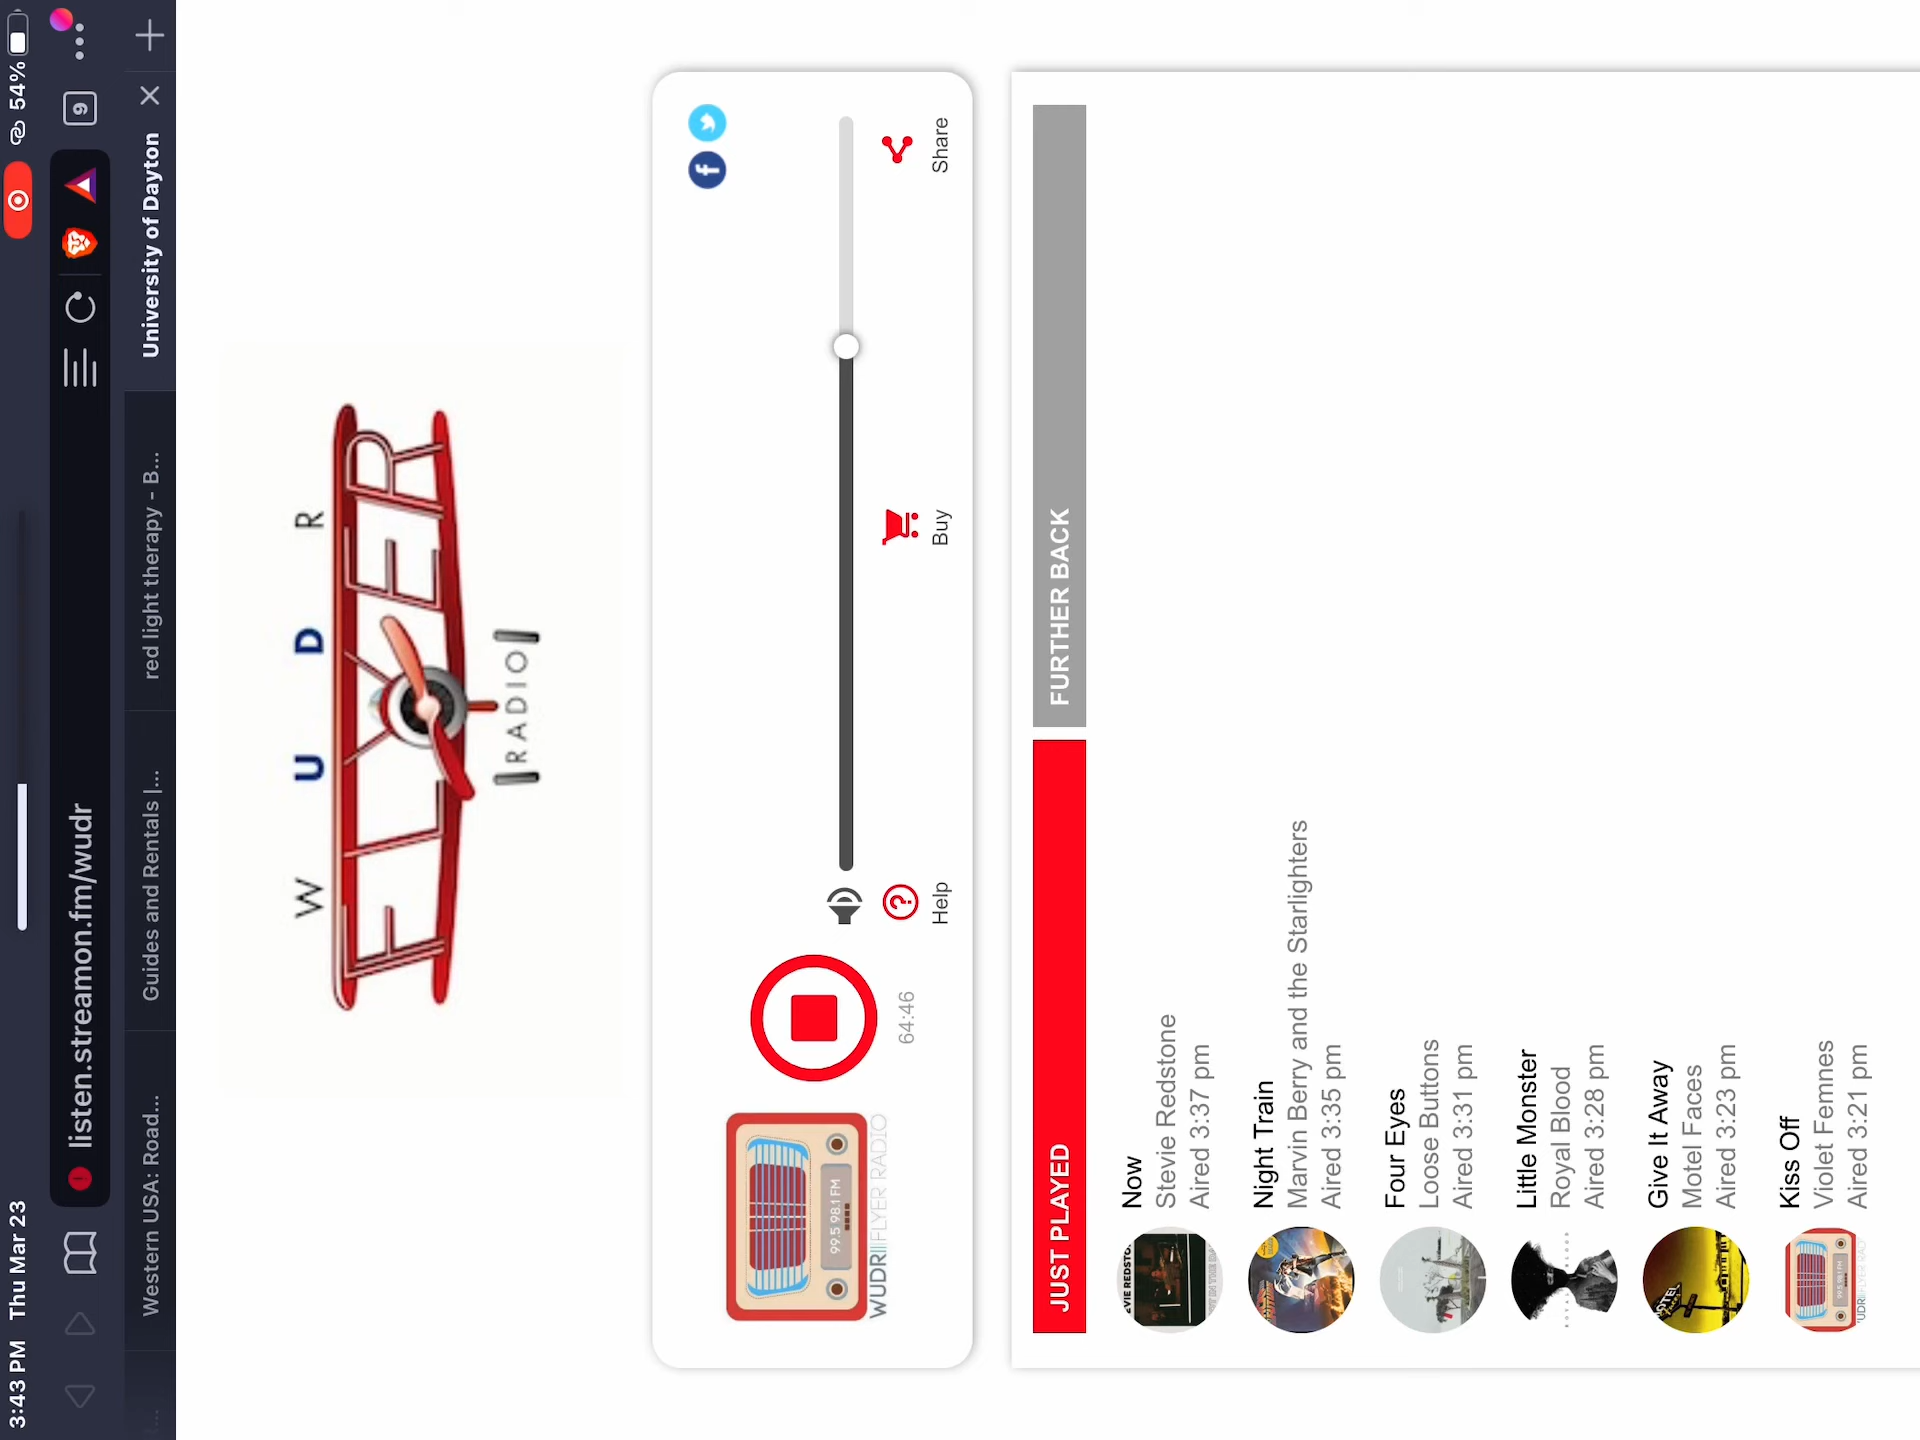 3:43 PM Thu Mar 23
54%
listen.streamon.fm/wudr
9
Western USA: Road...
Guides and Rentals |...
red light therapy - B...
University of Dayton
W U D R
FLYER
RADIO
99.5 98.1 FM
WUDR FLYER RADIO
64:46
Help
Buy
Share
JUST PLAYED
FURTHER BACK
Now
Stevie Redstone
Aired 3:37 pm
Night Train
Marvin Berry and the Starlighters
Aired 3:35 pm
Four Eyes
Loose Buttons
Aired 3:31 pm
Little Monster
Royal Blood
Aired 3:28 pm
Give It Away
Motel Faces
Aired 3:23 pm
Kiss Off
Violet Femnes
Aired 3:21 pm